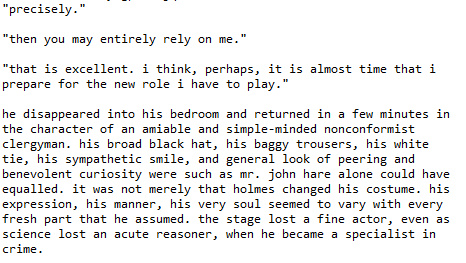 "precisely."
"then you may entirely rely on me."
"that is excellent. i think, perhaps, it is almost time that i
prepare for the new role i have to play."
he disappeared into his bedroom and returned in a few minutes in
the character of an amiable and simple-minded nonconformist
clergyman. his broad black hat, his baggy trousers, his white
tie, his sympathetic smile, and general look of peering and
benevolent curiosity were such as mr. john hare alone could have
equalled. it was not merely that holmes changed his costume. his
expression, his manner, his very soul seemed to vary with every
fresh part that he assumed. the stage lost a fine actor, even as
science lost an acute reasoner, when he became a specialist in
crime.